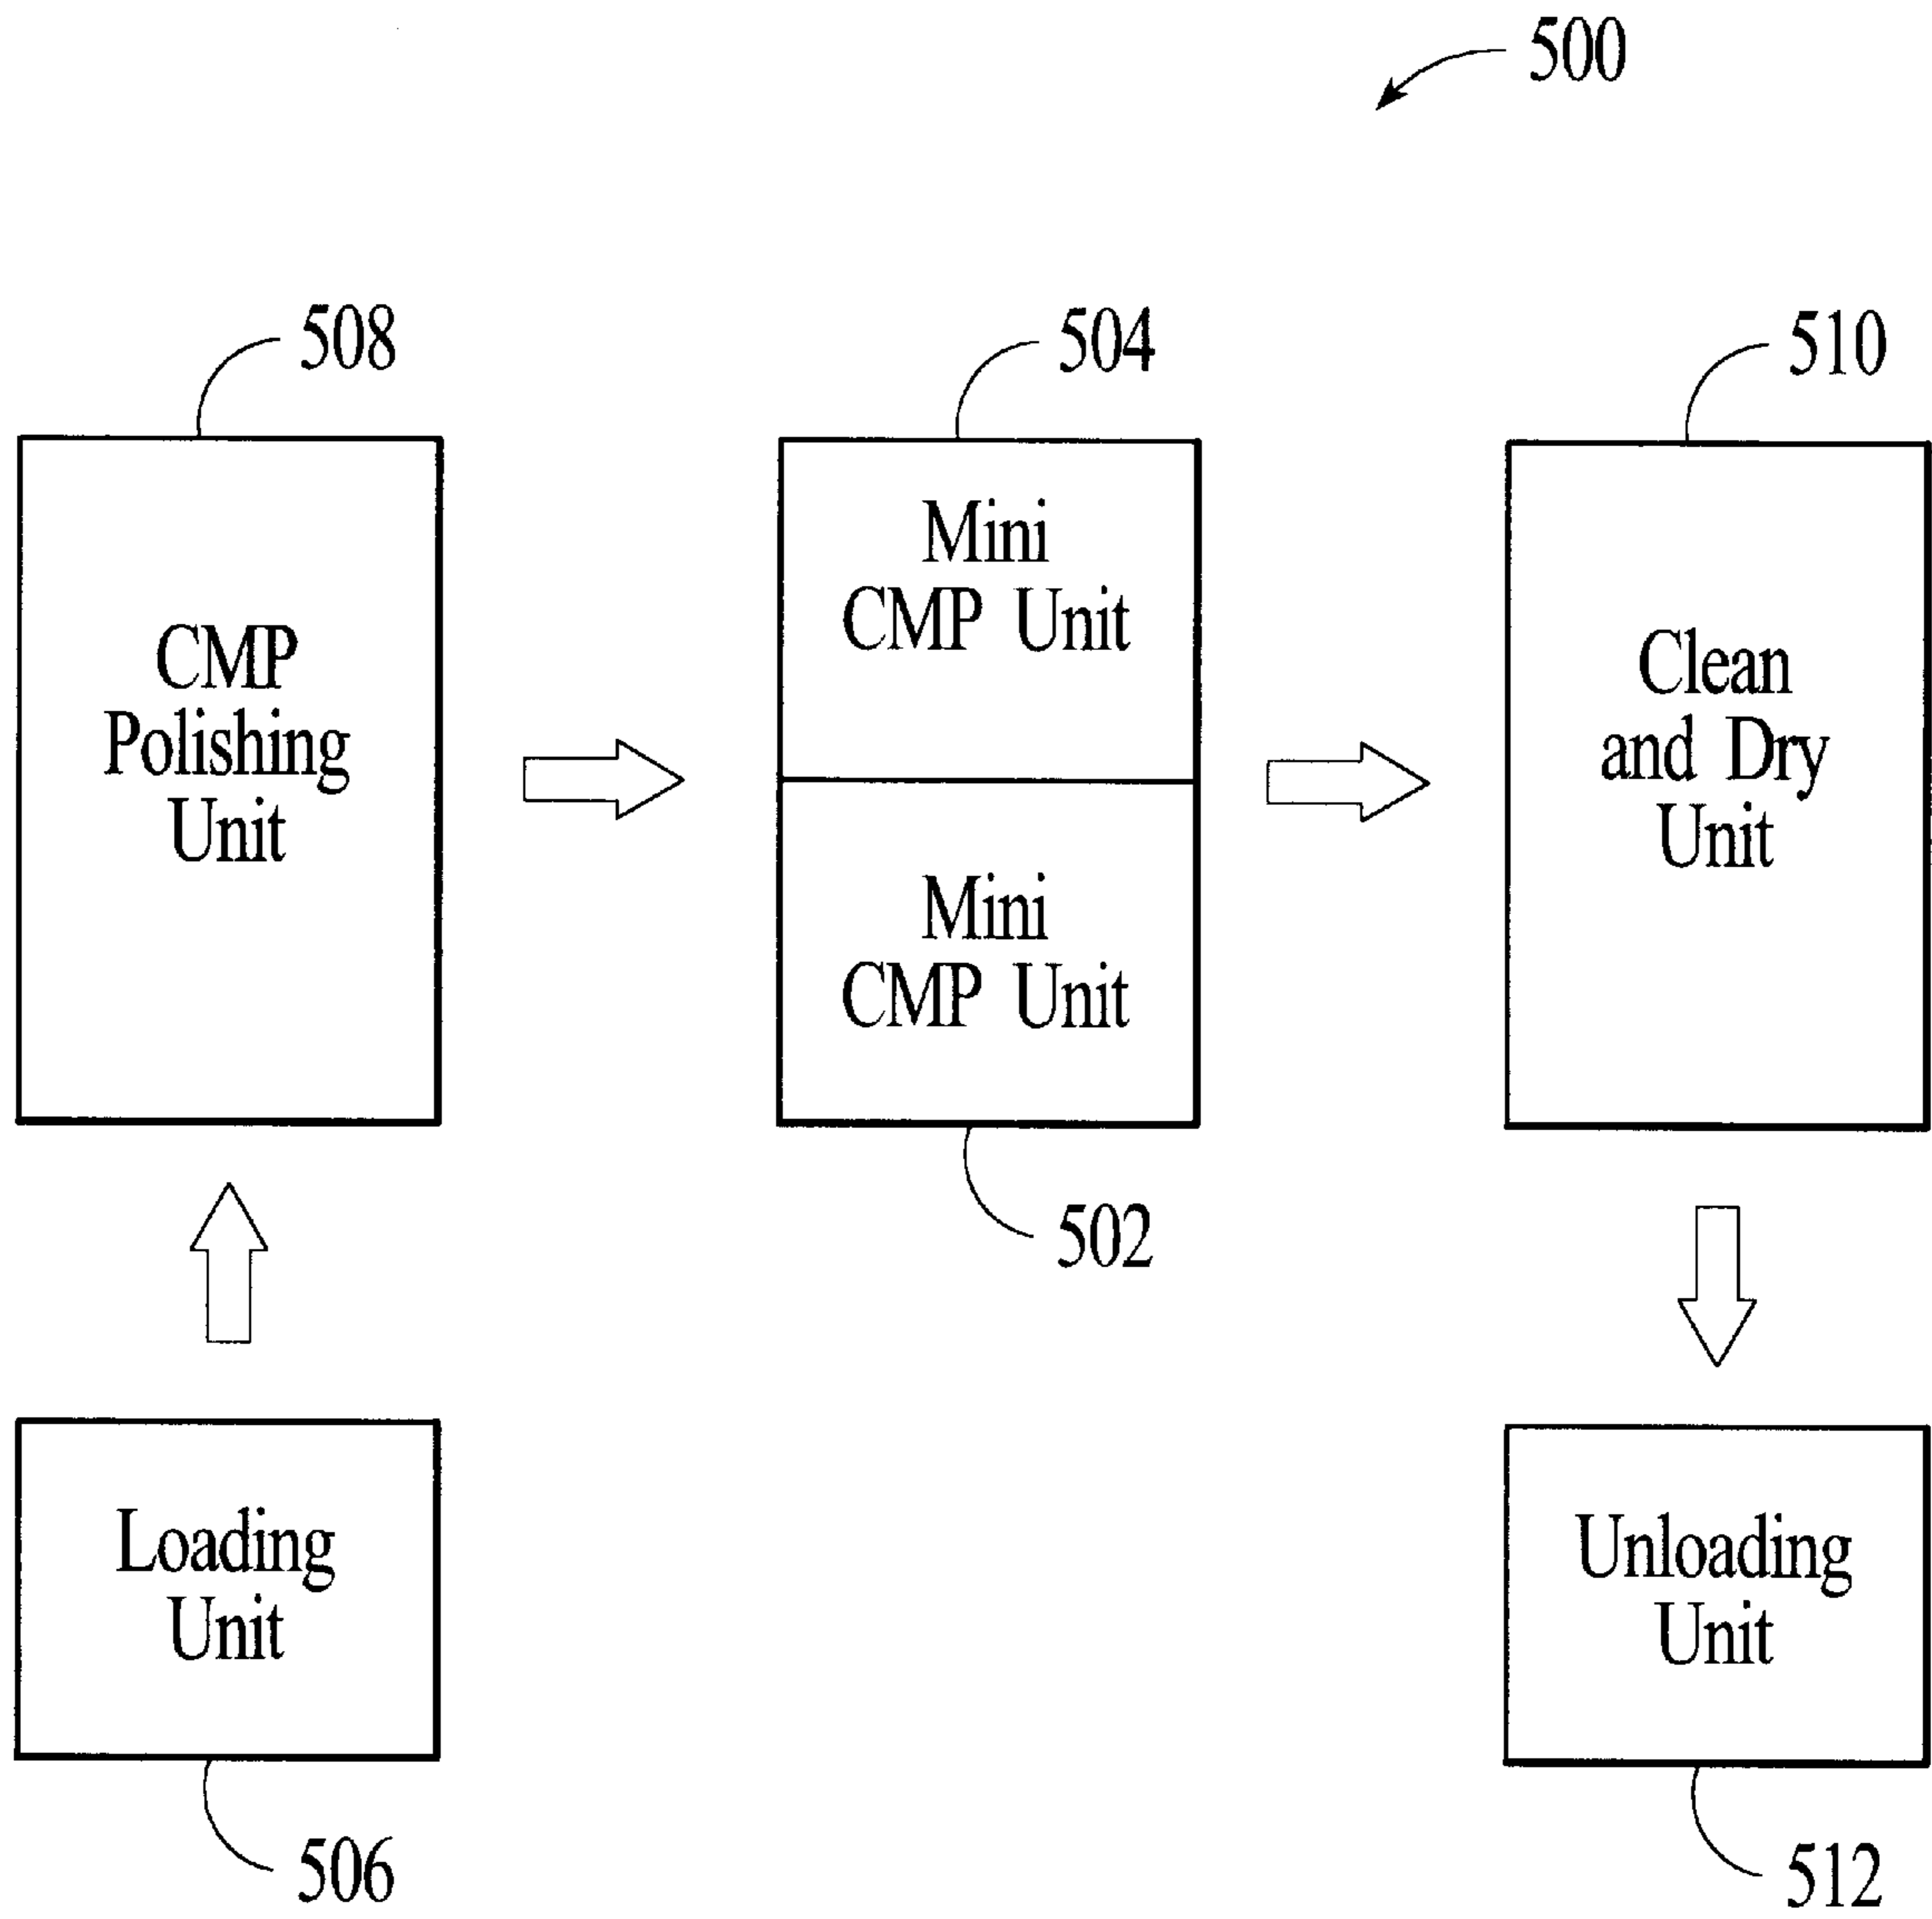 500
508
504
510
CMP
Polishing
Unit
Mini
CMP Unit
Mini
CMP Unit
Clean
and Dry
Unit
502
Loading
Unit
Unloading
Unit
506
512